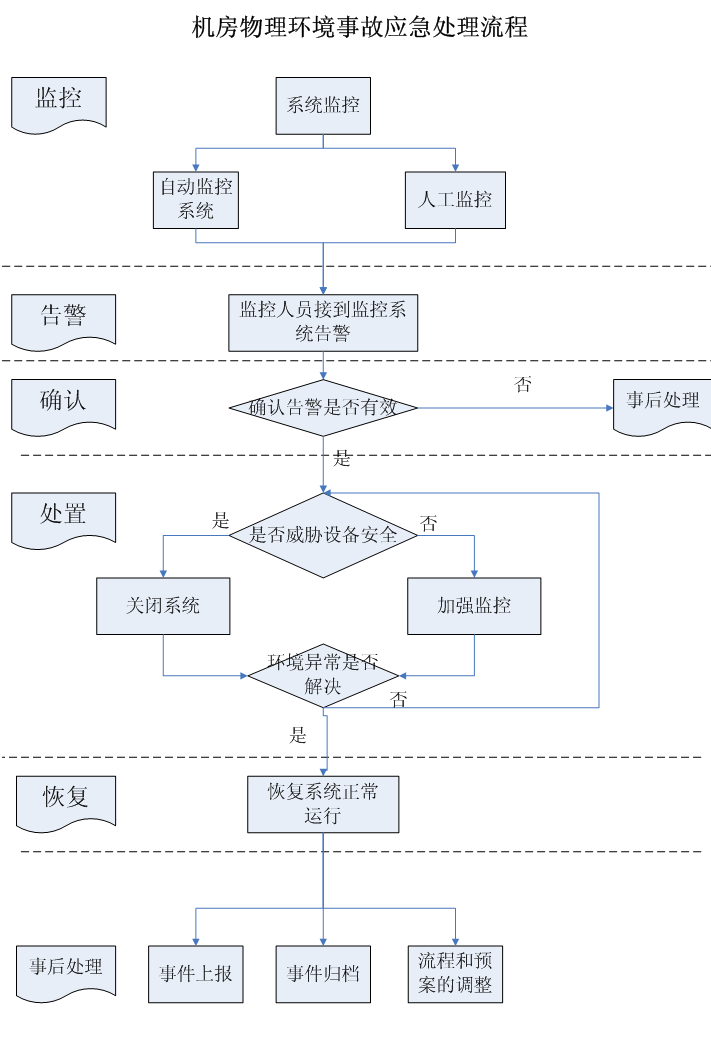 机房物理环境事故应急处理流程
监控
系统监控
自动监控
系统
人工监控
告警
监控人员接到监控系
统告警
确认
确认告警是否有效
否
事后处理
是
处置
是
是否威胁设备安全
否
关闭系统
加强监控
环境异常是否
解决
否
是
恢复
恢复系统正常
运行
事后处理
事件上报
事件归档
流程和预
案的调整